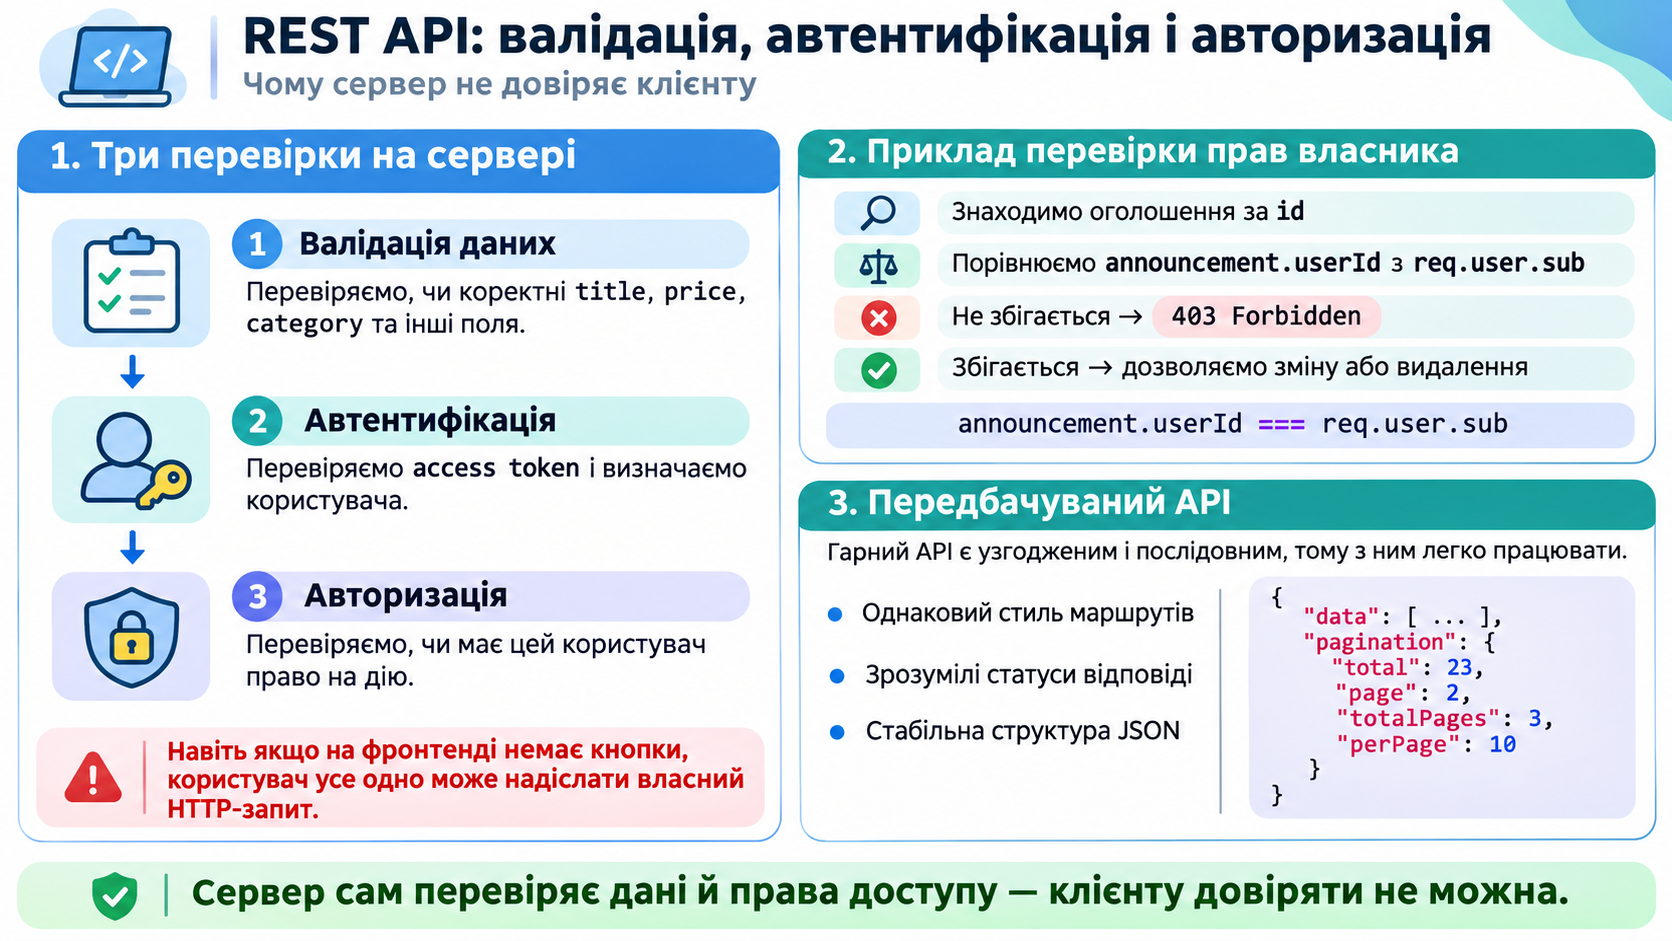 </>
REST API: валідація, автентифікація і авторизація
Чому сервер не довіряє клієнту
1. Три перевірки на сервері
1 Валідація даних
Перевіряємо, чи коректні title, price,
category та інші поля.
2 Автентифікація
Перевіряємо access token і визначаємо
користувача.
3 Авторизація
Перевіряємо, чи має цей користувач
право на дію.
Навіть якщо на фронтенді немає кнопки,
користувач усе одно може надіслати власний
HTTP-запит.
2. Приклад перевірки прав власника
Знаходимо оголошення за id
Порівнюємо announcement.userId з req.user.sub
Не збігається → 403 Forbidden
Збігається → дозволяємо зміну або видалення
announcement.userId === req.user.sub
3. Передбачуваний API
Гарний API є узгодженим і послідовним, тому з ним легко працювати.
Однаковий стиль маршрутів
Зрозумілі статуси відповіді
Стабільна структура JSON
{
"data": [ ... ],
"pagination": {
"total": 23,
"page": 2,
"totalPages": 3,
"perPage": 10
}
}
Сервер сам перевіряє дані й права доступу — клієнту довіряти не можна.